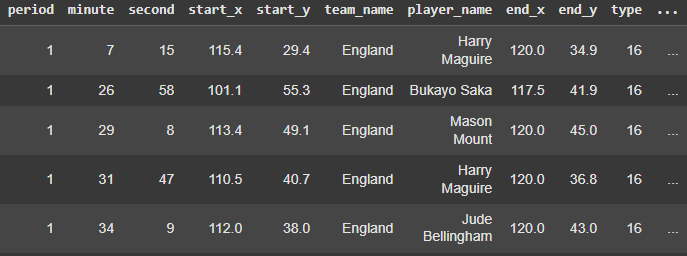 period minute second start_x start_y team_name player_name end_x end_y type ...
1 7 15 115.4 29.4 England Harry Maguire 120.0 34.9 16 ...
1 26 58 101.1 55.3 England Bukayo Saka 117.5 41.9 16 ...
1 29 8 113.4 49.1 England Mason Mount 120.0 45.0 16 ...
1 31 47 110.5 40.7 England Harry Maguire 120.0 36.8 16 ...
1 34 9 112.0 38.0 England Jude Bellingham 120.0 43.0 16 ...